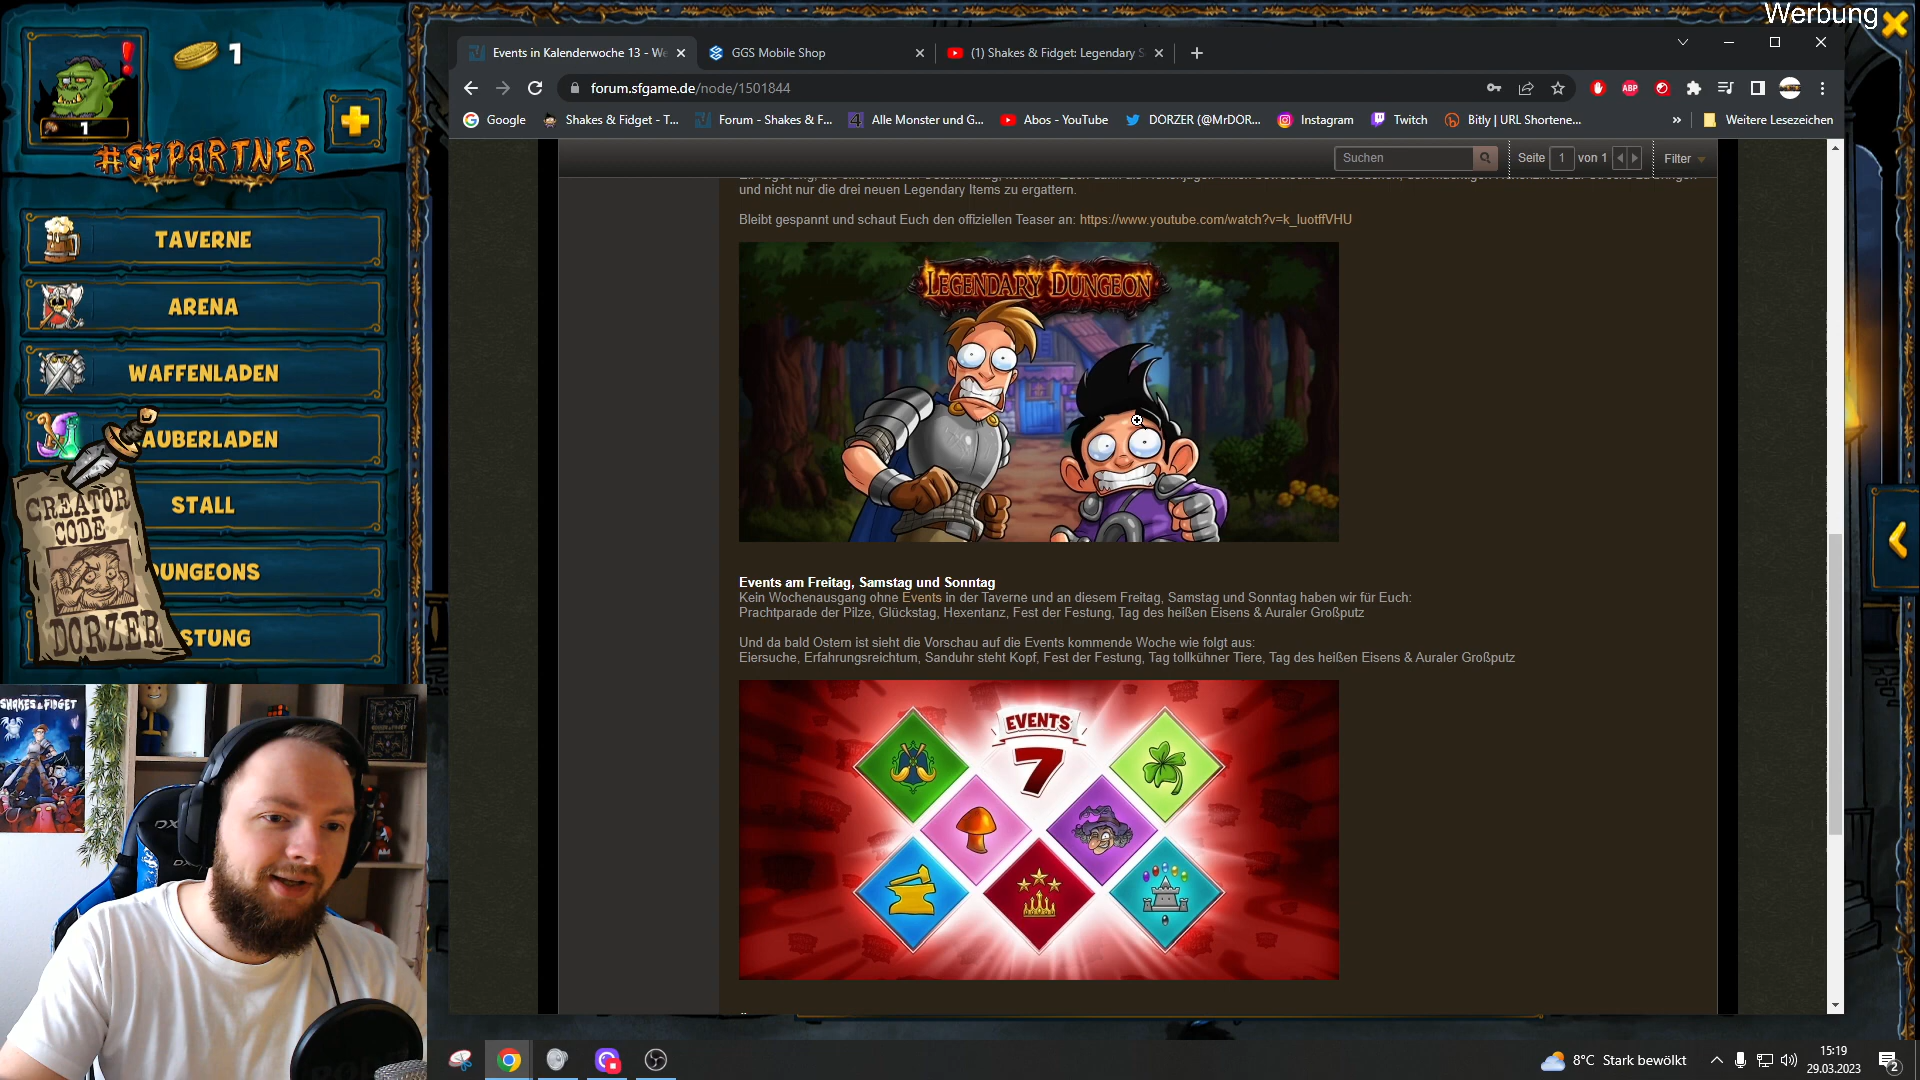 Werbung
1
1
#SFPARTNER
TAVERNE
ARENA
WAFFENLADEN
AUBERLADEN
STALL
UNGEONS
STUNG
CREATOR
CODE
DORZER
SHAKES & FIDGET
Events in Kalenderwoche 13 - We
GGS Mobile Shop
(1) Shakes & Fidget: Legendary S
forum.sfgame.de/node/1501844
ABP
Google
Shakes & Fidget - T...
Forum - Shakes & F...
Alle Monster und G...
Abos - YouTube
DORZER (@MrDOR...
Instagram
Twitch
Bitly | URL Shortene...
»
Weitere Lesezeichen
Suchen
Seite 1 von 1
Filter
und nicht nur die drei neuen Legendary Items zu ergattern.
Bleibt gespannt und schaut Euch den offiziellen Teaser an: https://www.youtube.com/watch?v=k_luotffVHU
LEGENDARY DUNGEON
Events am Freitag, Samstag und Sonntag
Kein Wochenausgang ohne Events in der Taverne und an diesem Freitag, Samstag und Sonntag haben wir für Euch:
Prachtparade der Pilze, Glückstag, Hexentanz, Fest der Festung, Tag des heißen Eisens & Auraler Großputz
Und da bald Ostern ist sieht die Vorschau auf die Events kommende Woche wie folgt aus:
Eiersuche, Erfahrungsreichtum, Sanduhr steht Kopf, Fest der Festung, Tag tollkühner Tiere, Tag des heißen Eisens & Auraler Großputz
EVENTS
7
8°C Stark bewölkt
15:19
29.03.2023
2